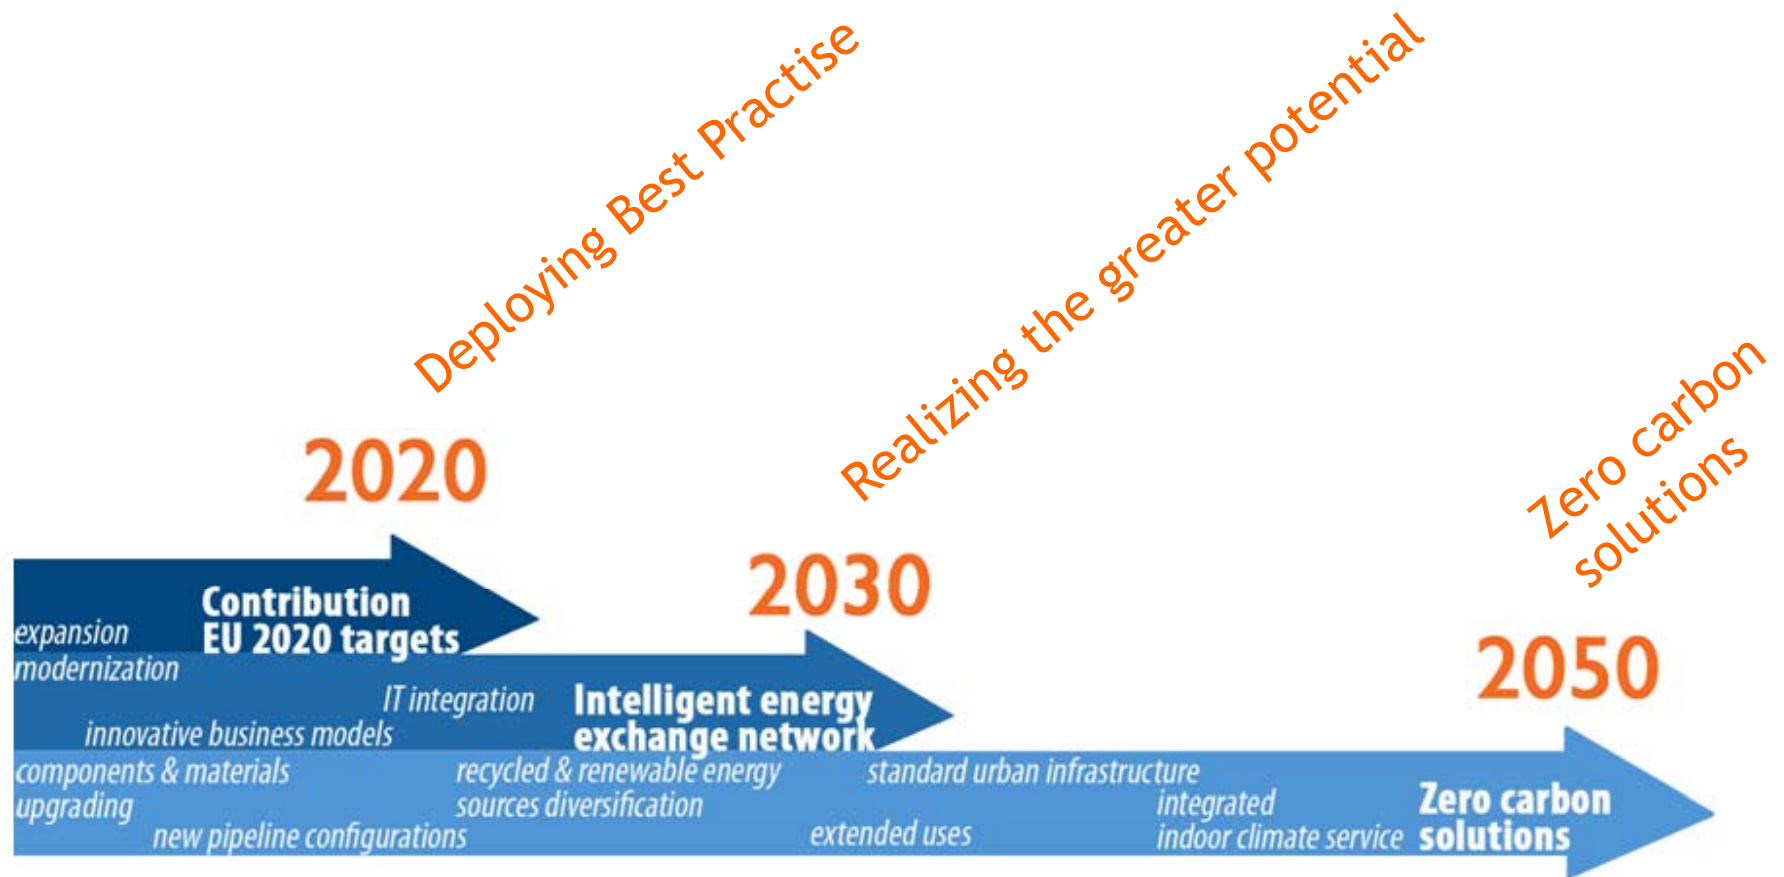 Deploying Best Practise
Realizing the greater potential
Zero carbon
solutions
2020
2030
2050
Contribution
EU 2020 targets
expansion
modernization
IT integration
innovative business models
Intelligent energy
exchange network
components & materials
upgrading
new pipeline configurations
recycled & renewable energy
sources diversification
standard urban infrastructure
extended uses
integrated
indoor climate service
Zero carbon
solutions